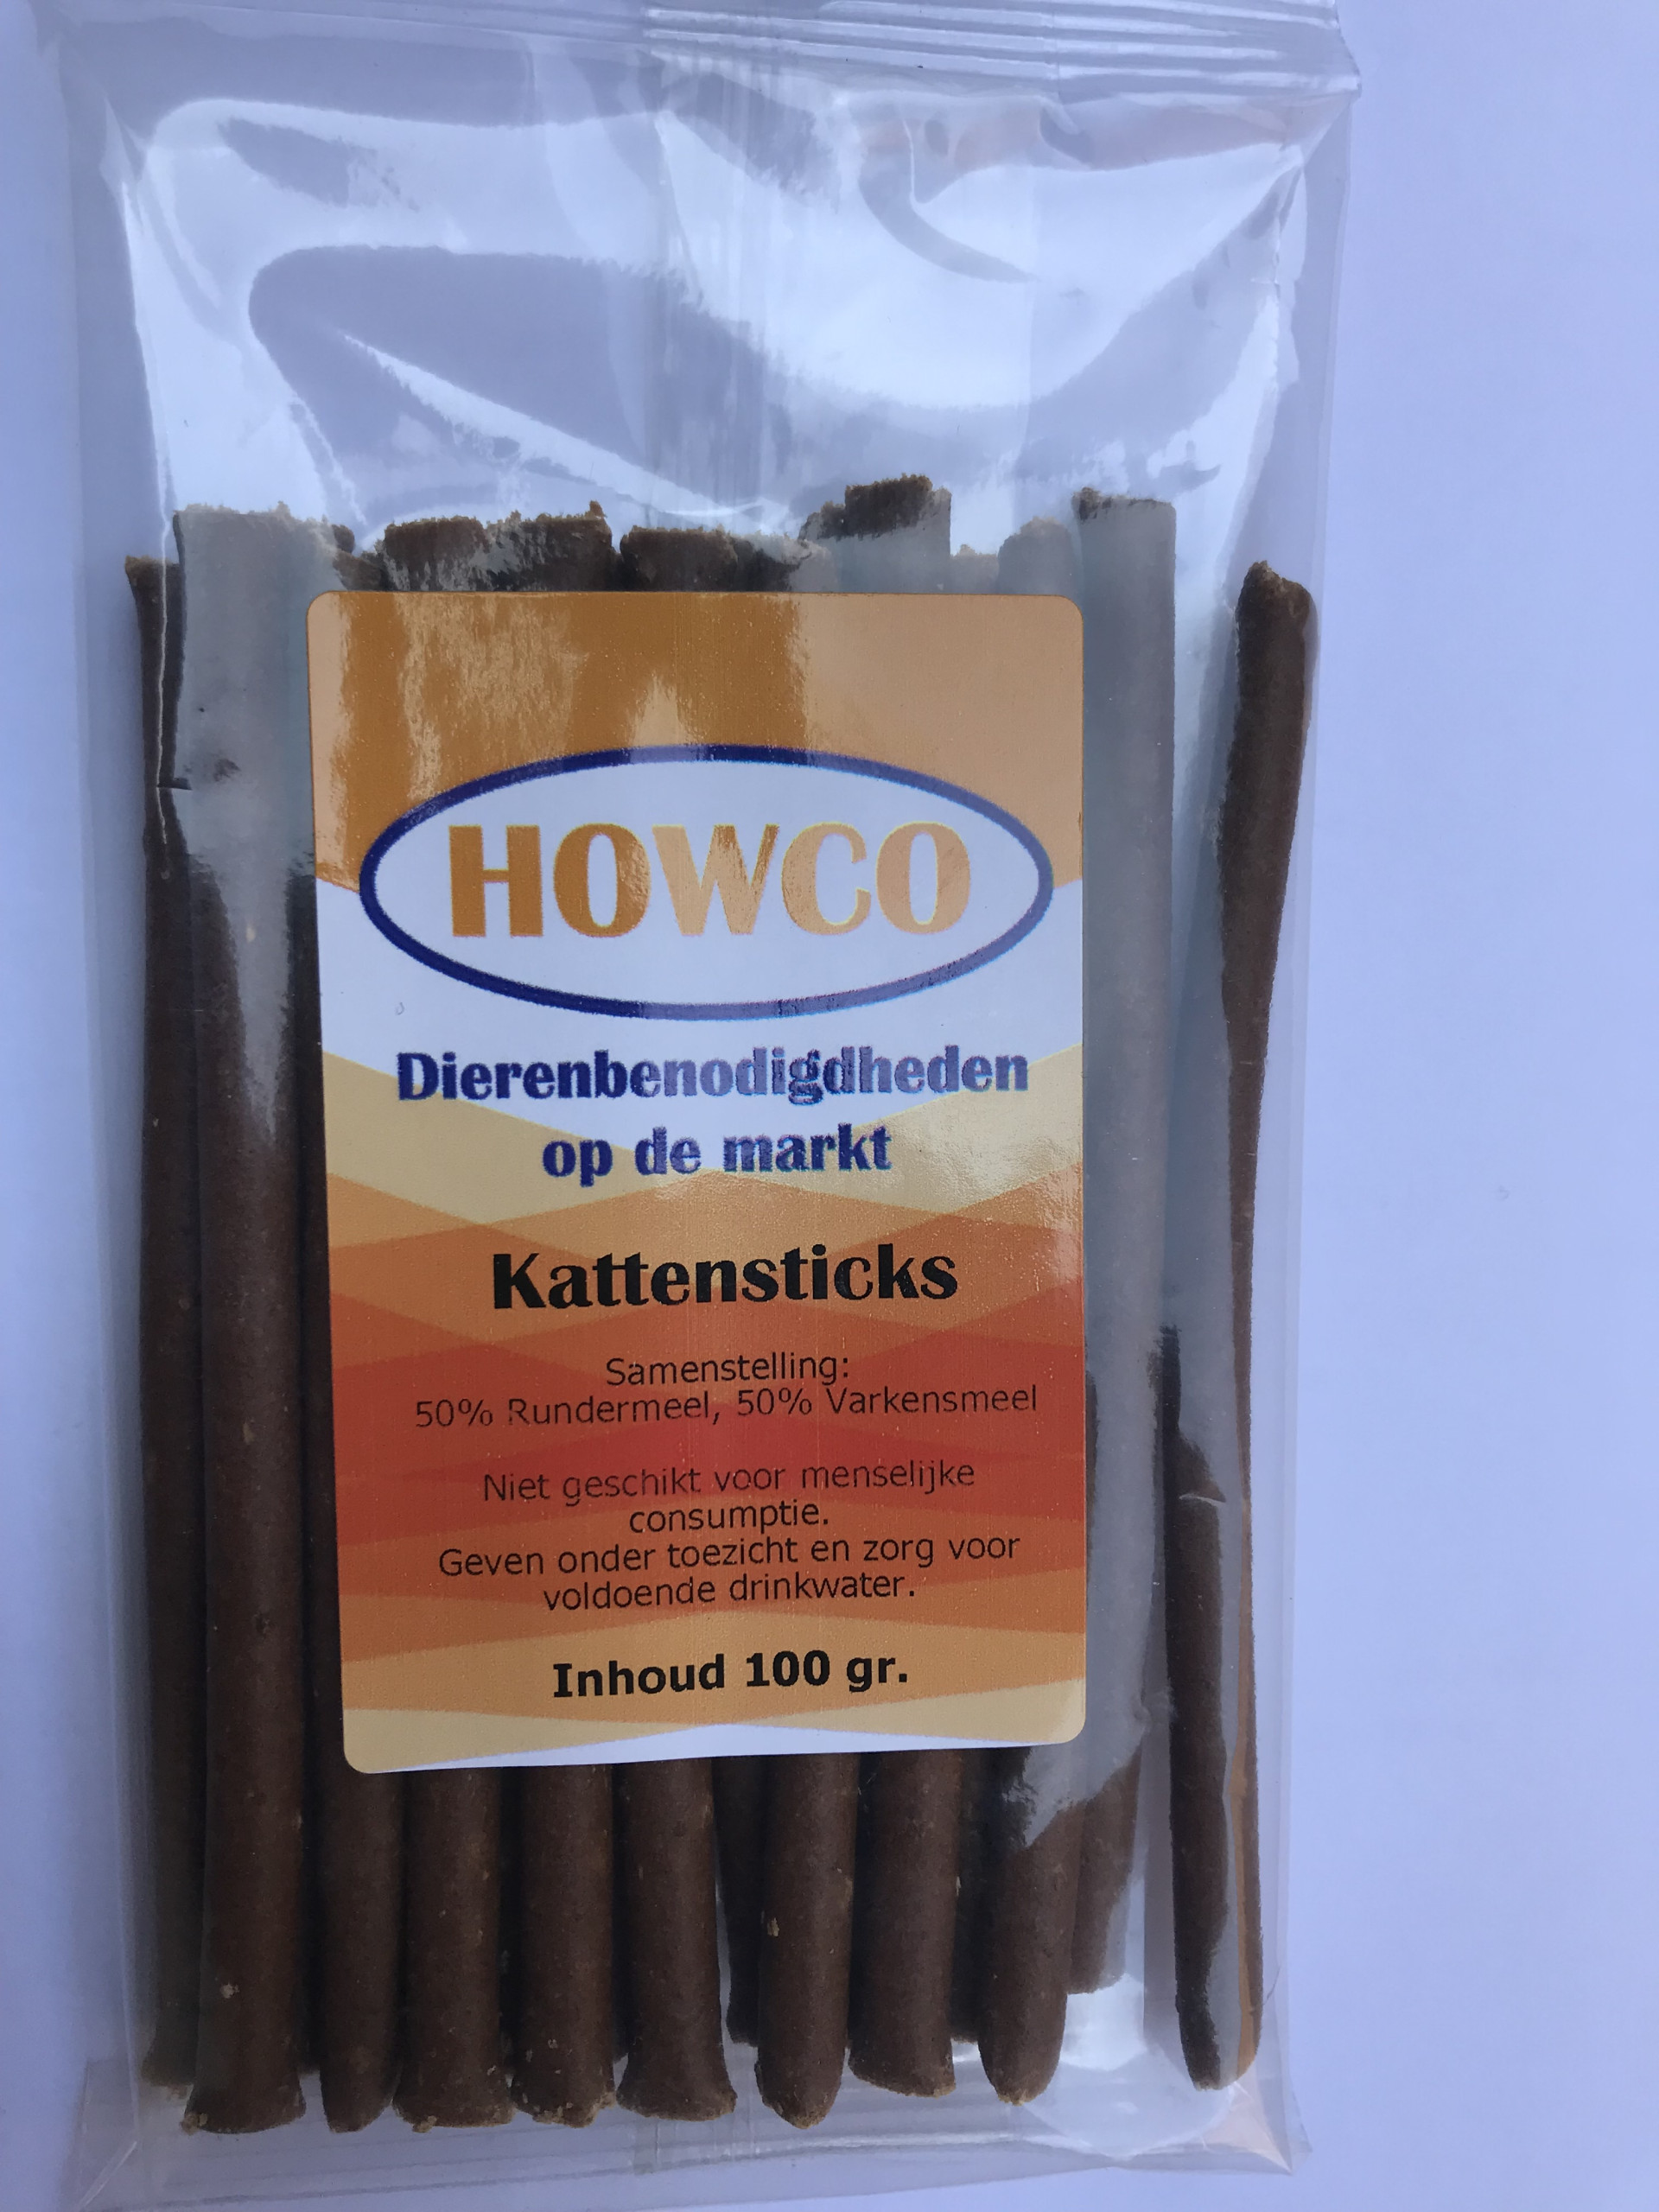 HOWCO
Dierenbenodigdheden
op de markt
Kattensticks
Samenstelling:
50% Rundermeel, 50% Varkensmeel
Niet geschikt voor menselijke
consumptie.
Geven onder toezicht en zorg voor
voldoende drinkwater.
Inhoud 100 gr.